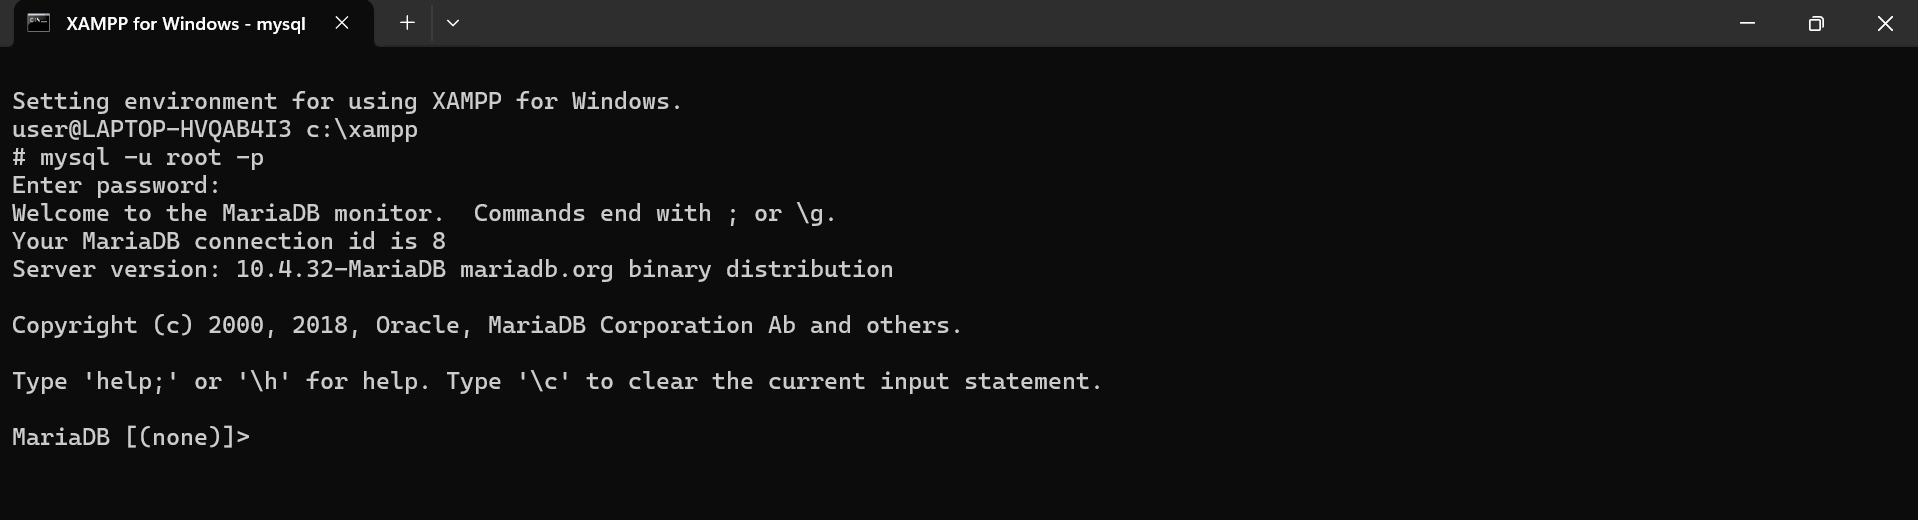 XAMPP for Windows - mysql
Setting environment for using XAMPP for Windows.
user@LAPTOP-HVQAB4I3 c:\xampp
# mysql -u root -p
Enter password:
Welcome to the MariaDB monitor.  Commands end with ; or \g.
Your MariaDB connection id is 8
Server version: 10.4.32-MariaDB mariadb.org binary distribution
Copyright (c) 2000, 2018, Oracle, MariaDB Corporation Ab and others.
Type 'help;' or '\h' for help. Type '\c' to clear the current input statement.
MariaDB [(none)]>